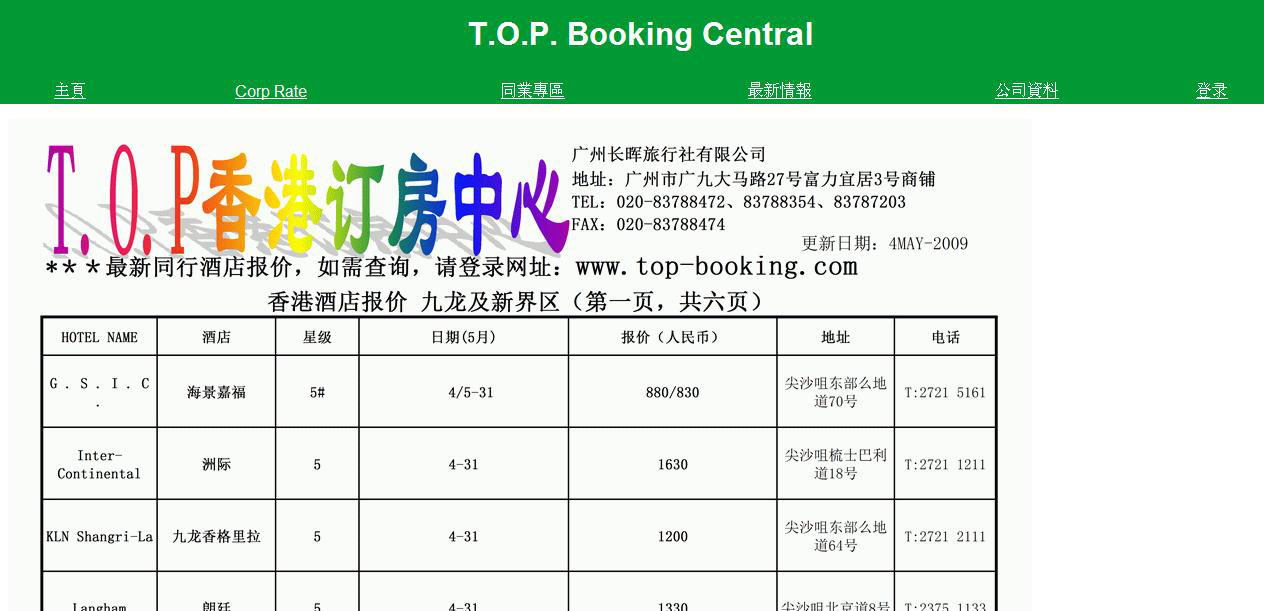 T.O.P. Booking Central
主頁 Corp Rate 同業專區 最新情報 公司資料 登录
T.O.P香港订房中心
广州长晖旅行社有限公司
地址：广州市广九大马路27号富力宜居3号商铺
TEL：020-83788472、83788354、83787203
FAX：020-83788474
更新日期：4MAY-2009
***最新同行酒店报价，如需查询，请登录网址：www.top-booking.com
香港酒店报价 九龙及新界区（第一页，共六页）
HOTEL NAME 酒店 星级 日期(5月) 报价（人民币） 地址 电话
G . S . I . C
. 海景嘉福 5# 4/5-31 880/830 尖沙咀东部么地
道70号 T:2721 5161
Inter-
Continental 洲际 5 4-31 1630 尖沙咀梳士巴利
道18号 T:2721 1211
KLN Shangri-La 九龙香格里拉 5 4-31 1200 尖沙咀东部么地
道64号 T:2721 2111
Langham 朗廷 5 4-31 1330 尖沙咀北京道8号 T:2375 1133